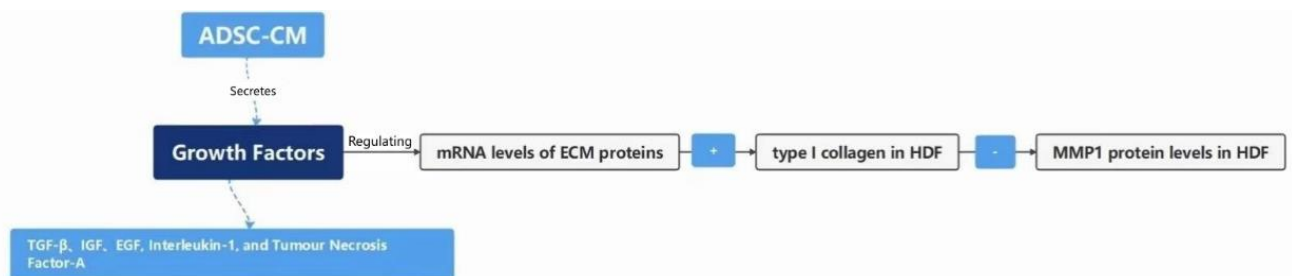 ADSC-CM
Secretes
Growth Factors
Regulating
mRNA levels of ECM proteins
+
type I collagen in HDF
-
MMP1 protein levels in HDF
TGF-β、IGF、EGF, Interleukin-1, and Tumour Necrosis
Factor-A